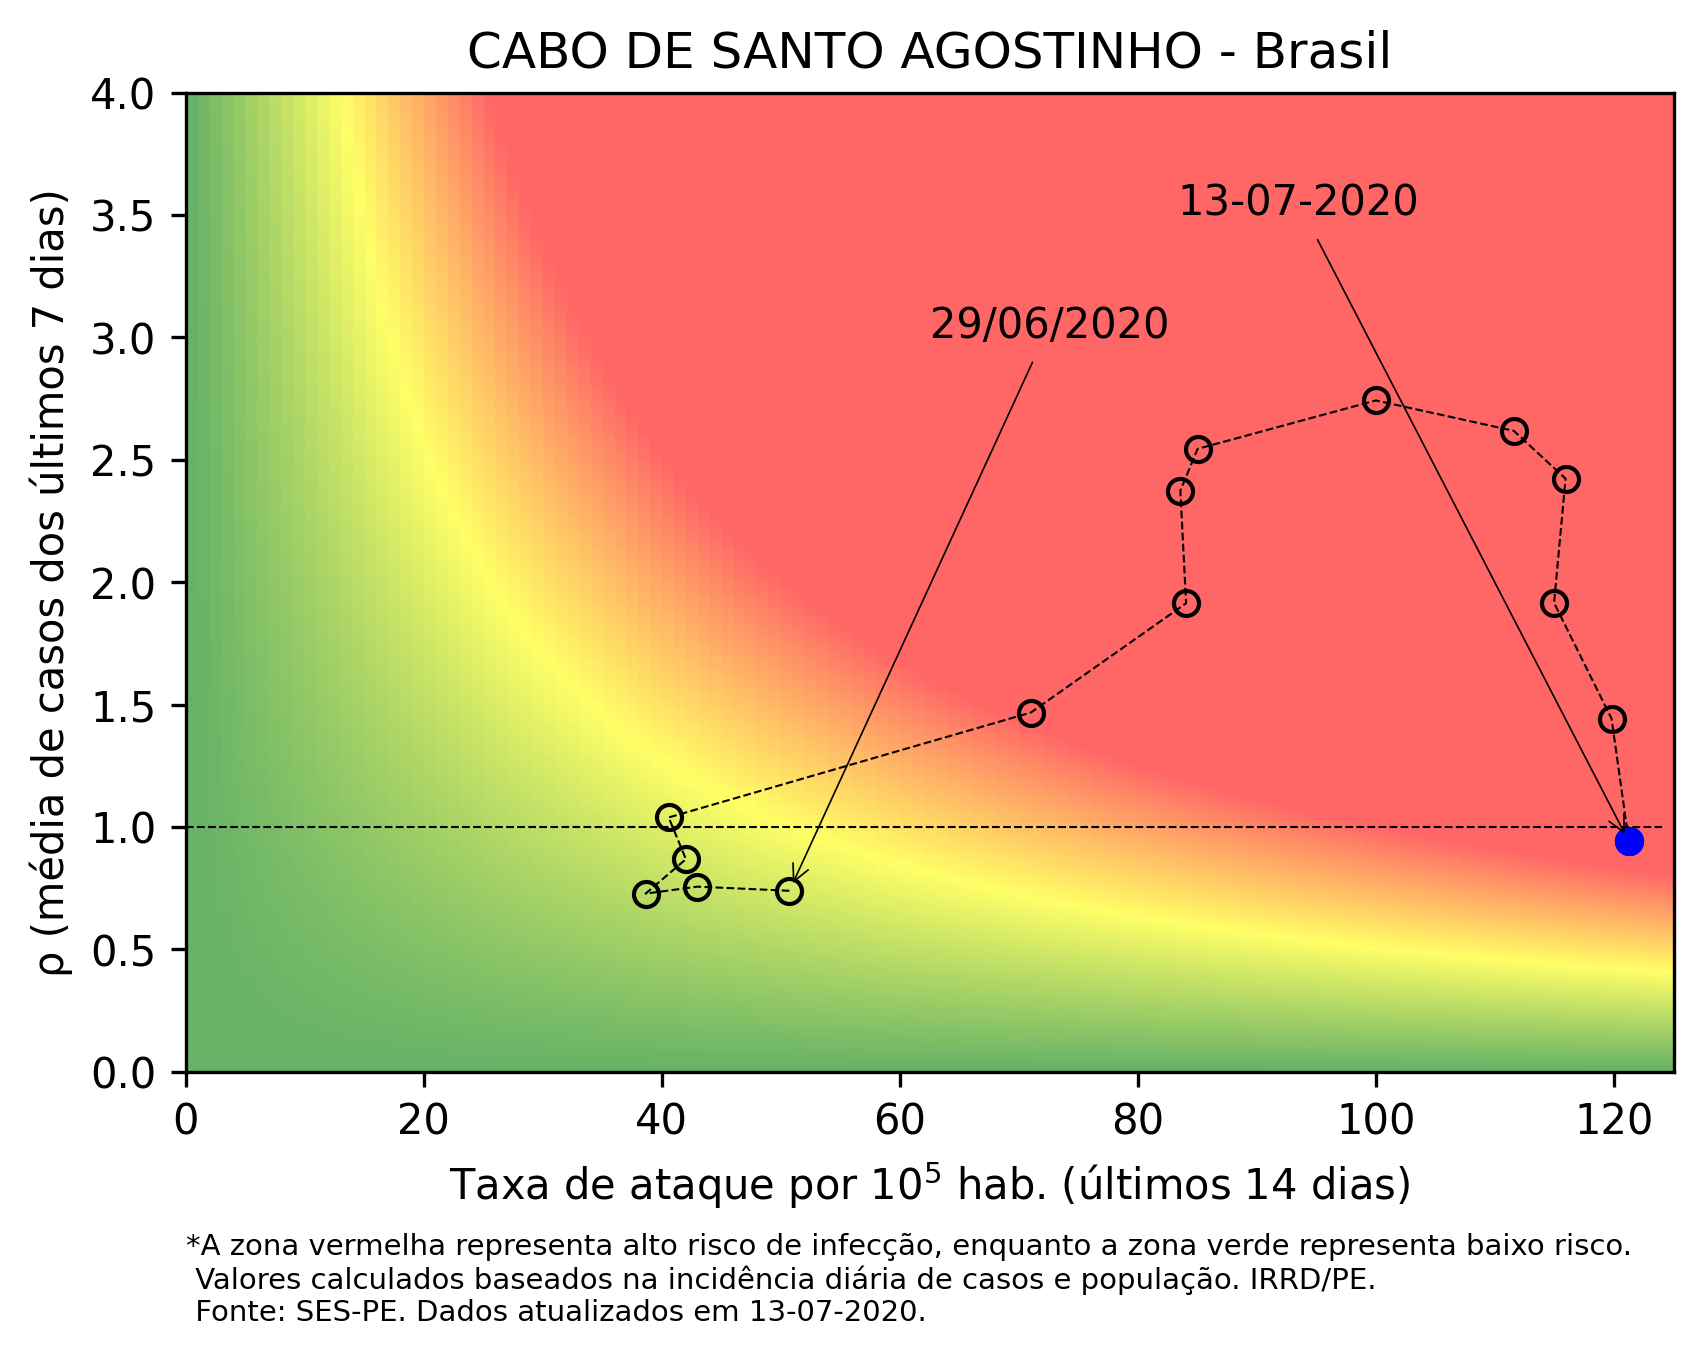 CABO DE SANTO AGOSTINHO - Brasil
4.0
3.5
3.0
2.5
2.0
1.5
1.0
0.5
0.0
ρ (média de casos dos últimos 7 dias)
13-07-2020
29/06/2020
0 20 40 60 80 100 120
Taxa de ataque por 10⁵ hab. (últimos 14 dias)
*A zona vermelha representa alto risco de infecção, enquanto a zona verde representa baixo risco.
Valores calculados baseados na incidência diária de casos e população. IRRD/PE.
Fonte: SES-PE. Dados atualizados em 13-07-2020.